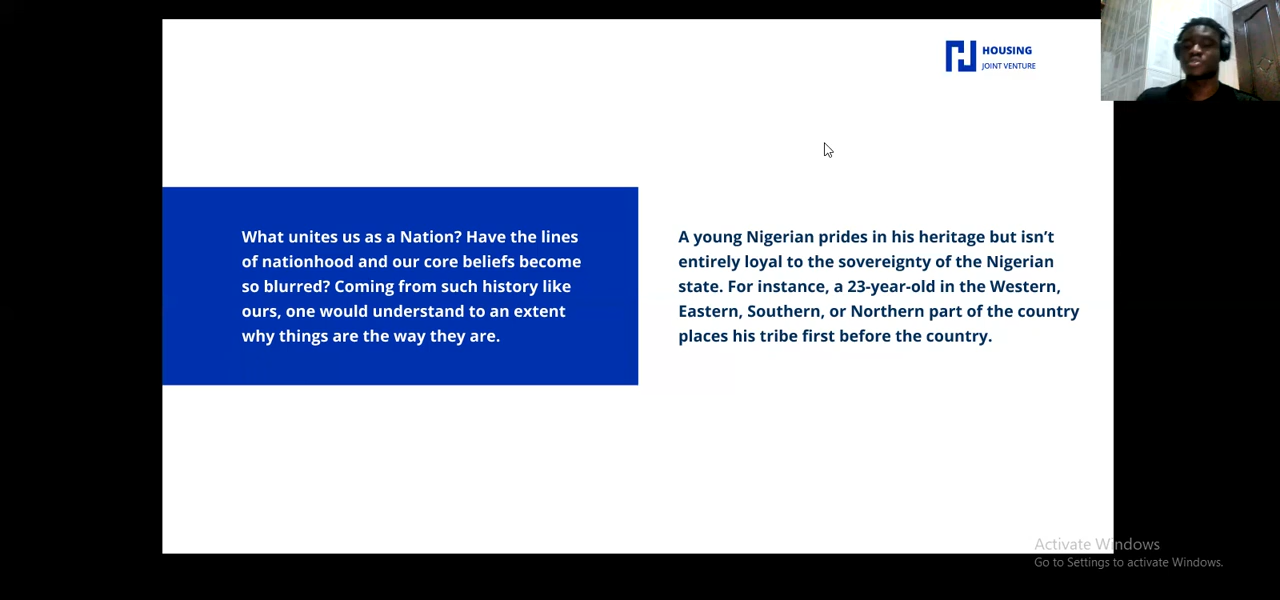 HOUSING
JOINT VENTURE
What unites us as a Nation? Have the lines
of nationhood and our core beliefs become
so blurred? Coming from such history like
ours, one would understand to an extent
why things are the way they are.
A young Nigerian prides in his heritage but isn’t
entirely loyal to the sovereignty of the Nigerian
state. For instance, a 23-year-old in the Western,
Eastern, Southern, or Northern part of the country
places his tribe first before the country.
Activate Windows
Go to Settings to activate Windows.